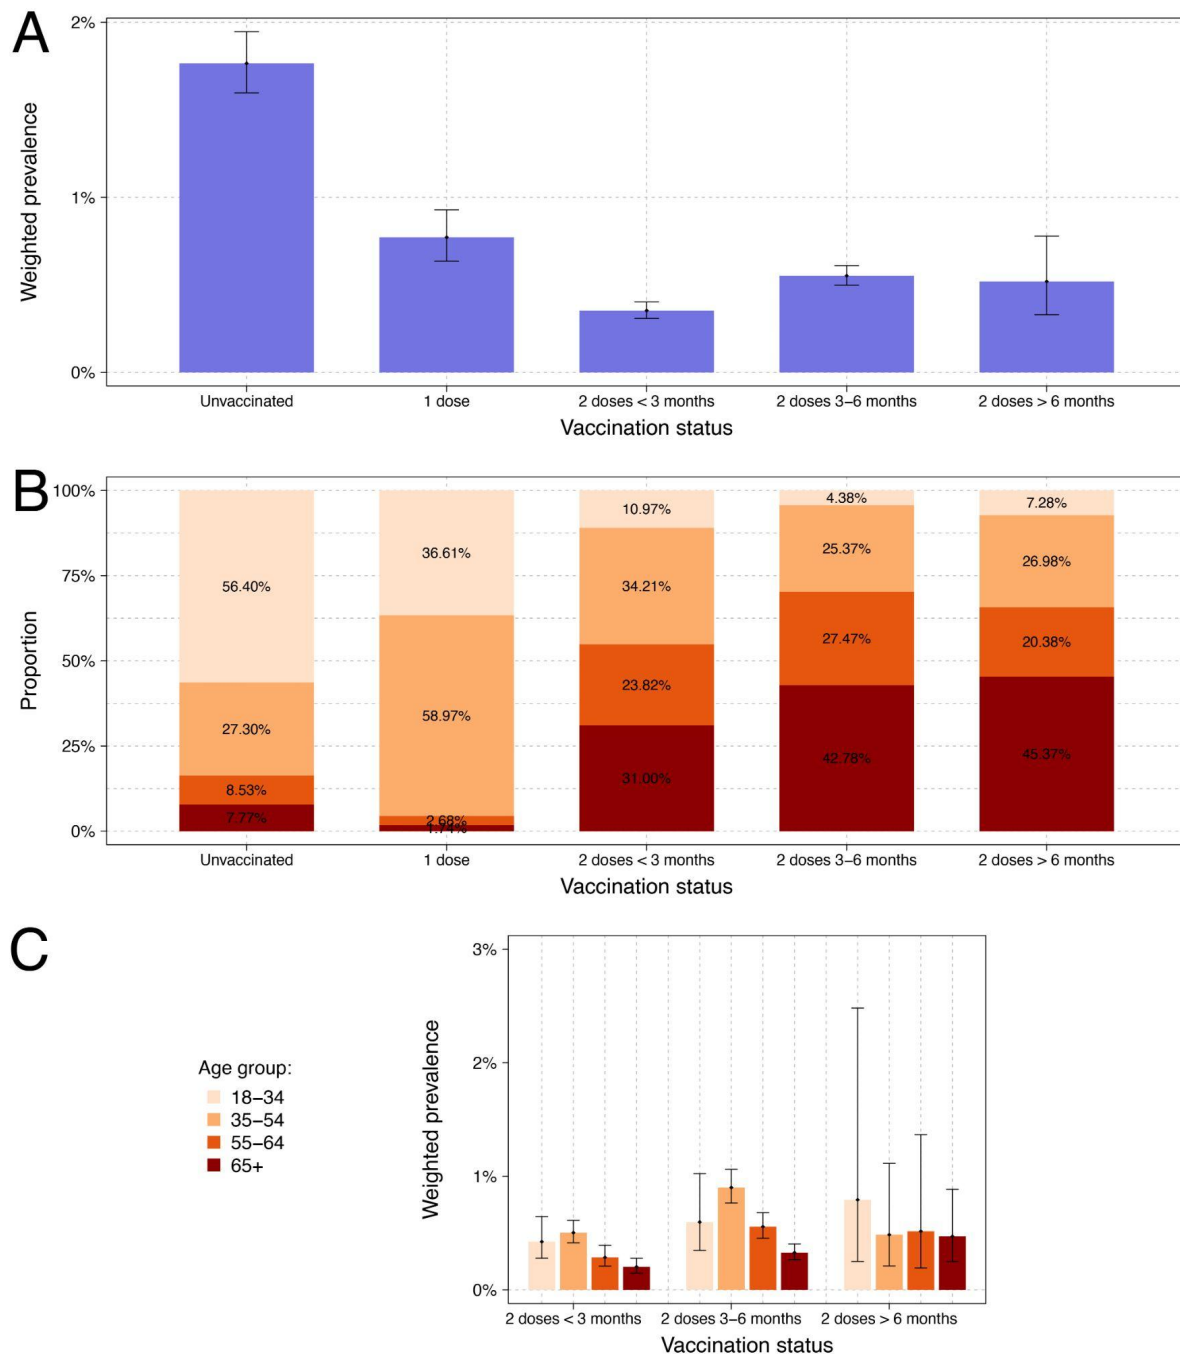 A
2%
1%
0%
Weighted prevalence
Unvaccinated
1 dose
2 doses < 3 months
2 doses 3–6 months
2 doses > 6 months
Vaccination status
B
100%
75%
50%
25%
0%
Proportion
56.40%
27.30%
8.53%
7.77%
36.61%
58.97%
2.68%
1.74%
10.97%
34.21%
23.82%
31.00%
4.38%
25.37%
27.47%
42.78%
7.28%
26.98%
20.38%
45.37%
Unvaccinated
1 dose
2 doses < 3 months
2 doses 3–6 months
2 doses > 6 months
Vaccination status
C
Age group:
18–34
35–54
55–64
65+
3%
2%
1%
0%
Weighted prevalence
2 doses < 3 months
2 doses 3–6 months
2 doses > 6 months
Vaccination status